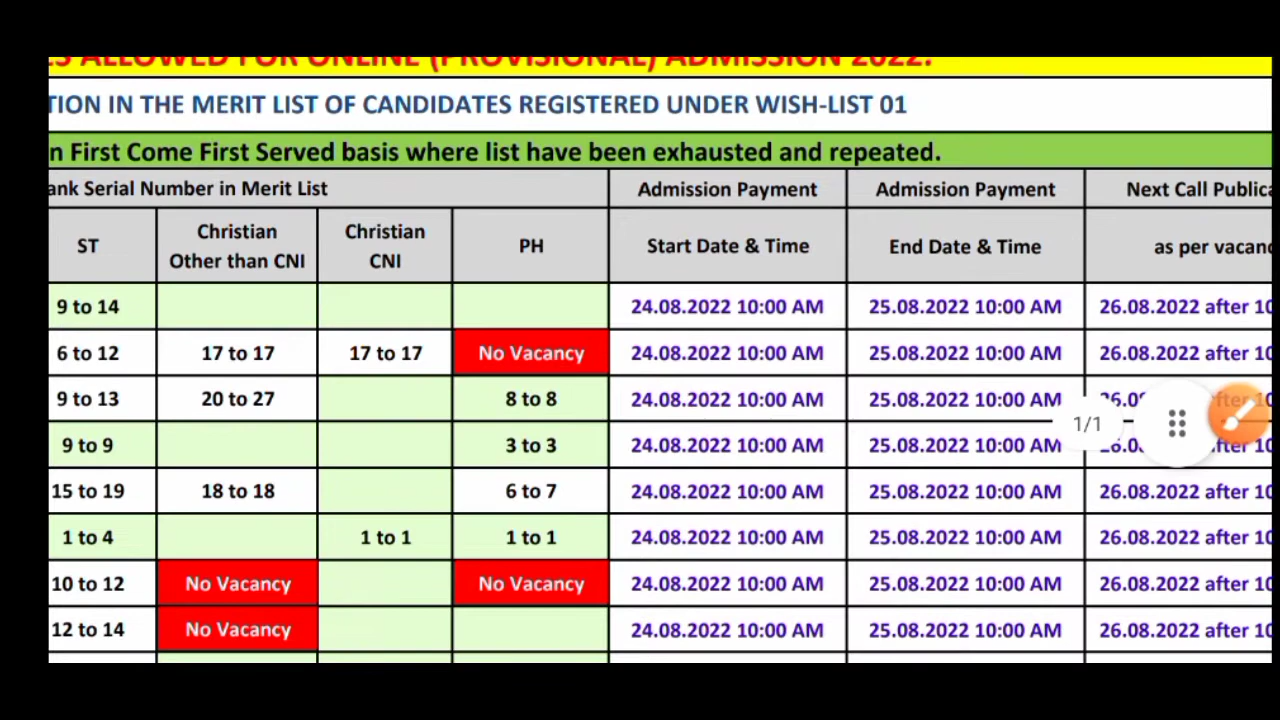 ALLOWED FOR ONLINE (PROVISIONAL) ADMISSION 2022.
TION IN THE MERIT LIST OF CANDIDATES REGISTERED UNDER WISH-LIST 01
n First Come First Served basis where list have been exhausted and repeated.
ank Serial Number in Merit List Admission Payment Admission Payment Next Call Publica
ST Christian Other than CNI Christian CNI PH Start Date & Time End Date & Time as per vacanc
9 to 14 24.08.2022 10:00 AM 25.08.2022 10:00 AM 26.08.2022 after 10
6 to 12 17 to 17 17 to 17 No Vacancy 24.08.2022 10:00 AM 25.08.2022 10:00 AM 26.08.2022 after 10
9 to 13 20 to 27 8 to 8 24.08.2022 10:00 AM 25.08.2022 10:00 AM 10
1/1
9 to 9 3 to 3 24.08.2022 10:00 AM 25.08.2022 10:00 AM 10
15 to 19 18 to 18 6 to 7 24.08.2022 10:00 AM 25.08.2022 10:00 AM 26.08.2022 after 10
1 to 4 1 to 1 1 to 1 24.08.2022 10:00 AM 25.08.2022 10:00 AM 26.08.2022 after 10
10 to 12 No Vacancy No Vacancy 24.08.2022 10:00 AM 25.08.2022 10:00 AM 26.08.2022 after 10
12 to 14 No Vacancy 24.08.2022 10:00 AM 25.08.2022 10:00 AM 26.08.2022 after 10